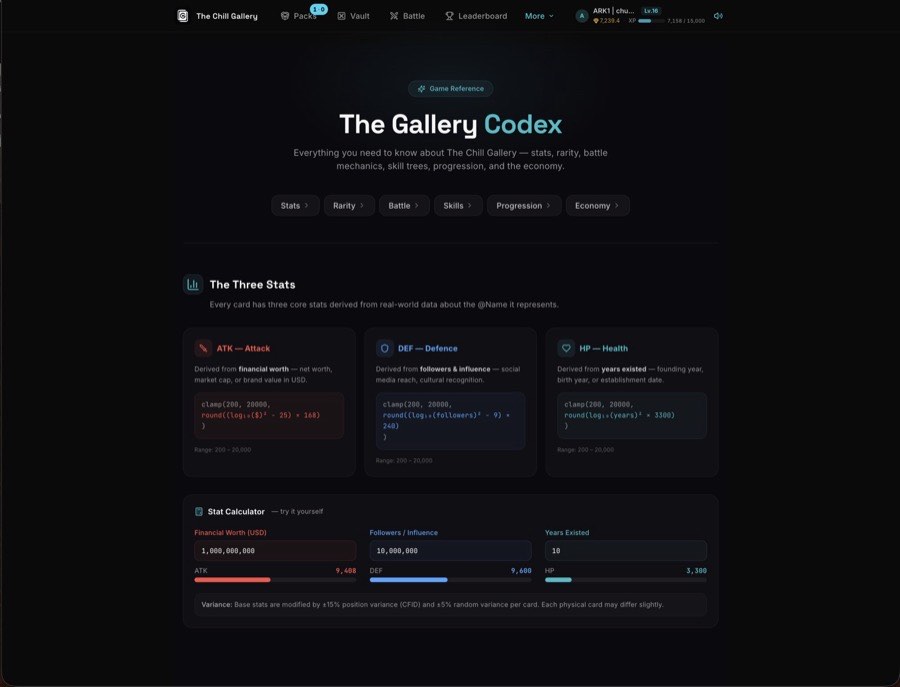 The Chill Gallery
Packs
1 · 0
Vault
Battle
Leaderboard
More
A
ARK1 | chu...
Lv.16
7,239.4
XP
7,158 / 15,000
Game Reference
The Gallery Codex
Everything you need to know about The Chill Gallery — stats, rarity, battle
mechanics, skill trees, progression, and the economy.
Stats
Rarity
Battle
Skills
Progression
Economy
The Three Stats
Every card has three core stats derived from real-world data about the @Name it represents.
ATK — Attack
Derived from financial worth — net worth,
market cap, or brand value in USD.
clamp(200, 20000,
round((log₁₀($)² - 25) × 168)
)
Range: 200 – 20,000
DEF — Defence
Derived from followers & influence — social
media reach, cultural recognition.
clamp(200, 20000,
round((log₁₀(followers)² - 9) ×
240)
)
Range: 200 – 20,000
HP — Health
Derived from years existed — founding year,
birth year, or establishment date.
clamp(200, 20000,
round(log₁₀(years)² × 3300)
)
Range: 200 – 20,000
Stat Calculator — try it yourself
Financial Worth (USD)
1,000,000,000
ATK 9,408
Followers / Influence
10,000,000
DEF 9,600
Years Existed
10
HP 3,300
Variance: Base stats are modified by ±15% position variance (CFID) and ±5% random variance per card. Each physical card may differ slightly.